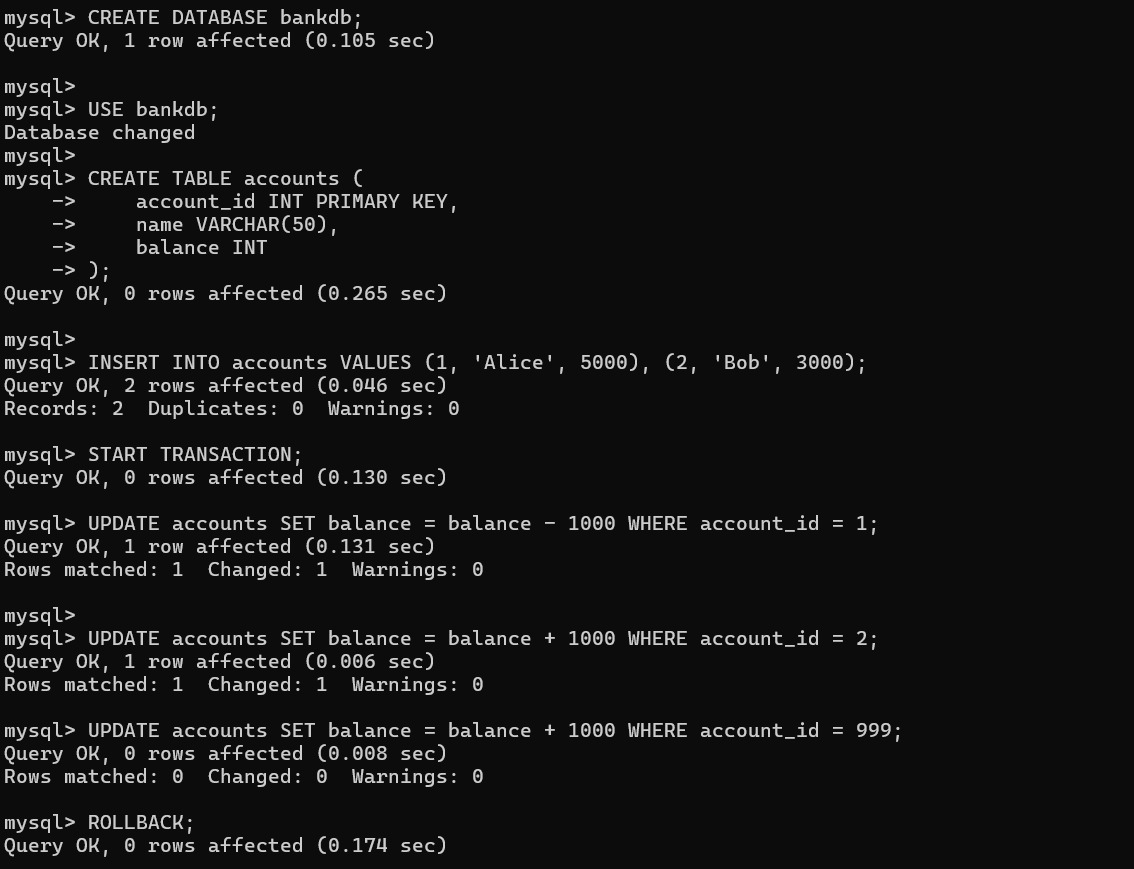 mysql> CREATE DATABASE bankdb;
Query OK, 1 row affected (0.105 sec)

mysql>
mysql> USE bankdb;
Database changed
mysql>
mysql> CREATE TABLE accounts (
    ->     account_id INT PRIMARY KEY,
    ->     name VARCHAR(50),
    ->     balance INT
    -> );
Query OK, 0 rows affected (0.265 sec)

mysql>
mysql> INSERT INTO accounts VALUES (1, 'Alice', 5000), (2, 'Bob', 3000);
Query OK, 2 rows affected (0.046 sec)
Records: 2  Duplicates: 0  Warnings: 0

mysql> START TRANSACTION;
Query OK, 0 rows affected (0.130 sec)

mysql> UPDATE accounts SET balance = balance - 1000 WHERE account_id = 1;
Query OK, 1 row affected (0.131 sec)
Rows matched: 1  Changed: 1  Warnings: 0

mysql>
mysql> UPDATE accounts SET balance = balance + 1000 WHERE account_id = 2;
Query OK, 1 row affected (0.006 sec)
Rows matched: 1  Changed: 1  Warnings: 0

mysql> UPDATE accounts SET balance = balance + 1000 WHERE account_id = 999;
Query OK, 0 rows affected (0.008 sec)
Rows matched: 0  Changed: 0  Warnings: 0

mysql> ROLLBACK;
Query OK, 0 rows affected (0.174 sec)